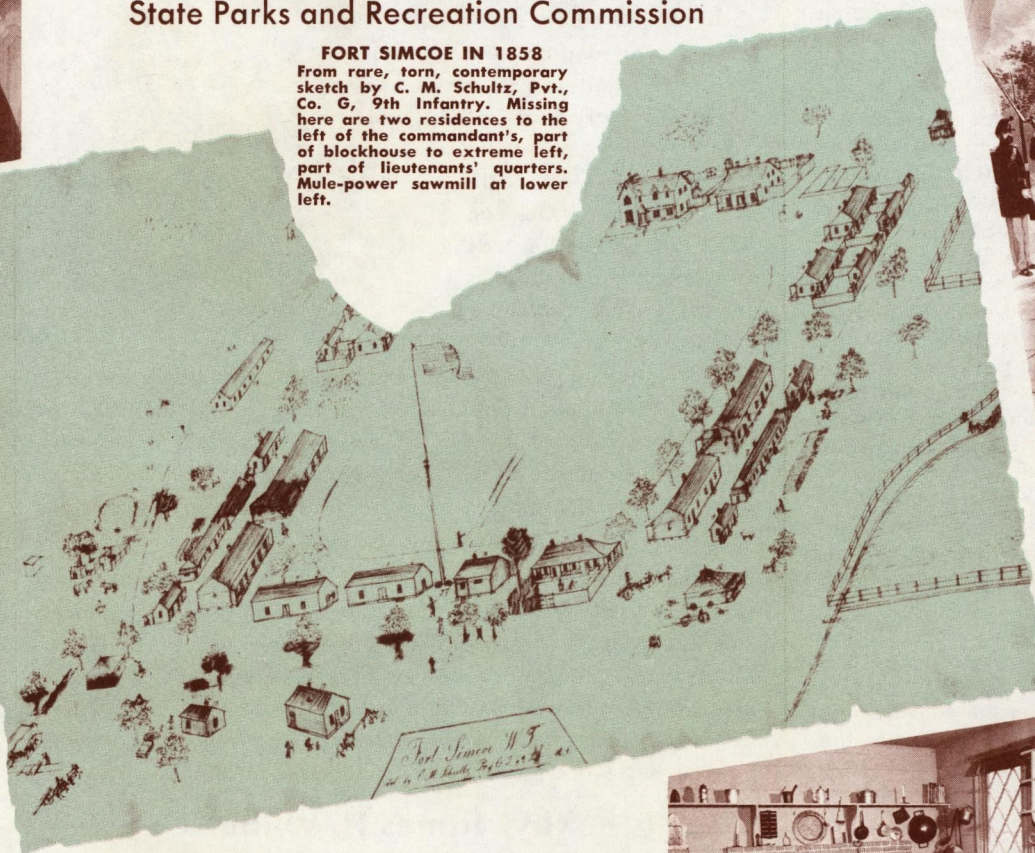 State Parks and Recreation Commission
FORT SIMCOE IN 1858
From rare, torn, contemporary
sketch by C. M. Schultz, Pvt.,
Co. G, 9th Infantry. Missing
here are two residences to the
left of the commandant's, part
of blockhouse to extreme left,
part of lieutenants' quarters.
Mule-power sawmill at lower
left.
Fort Simcoe W T
by C. M. Schultz